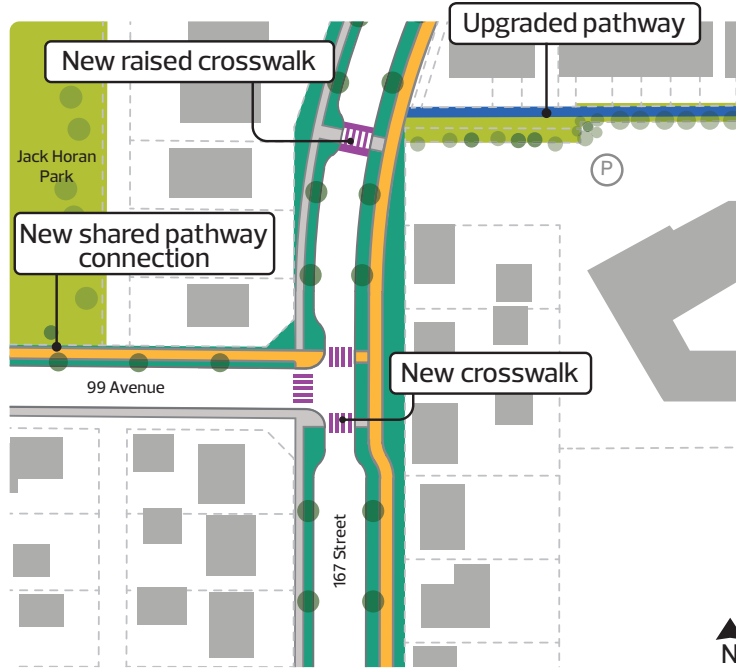 Upgraded pathway
New raised crosswalk
Jack Horan
Park
P
New shared pathway
connection
99 Avenue
New crosswalk
167 Street
N